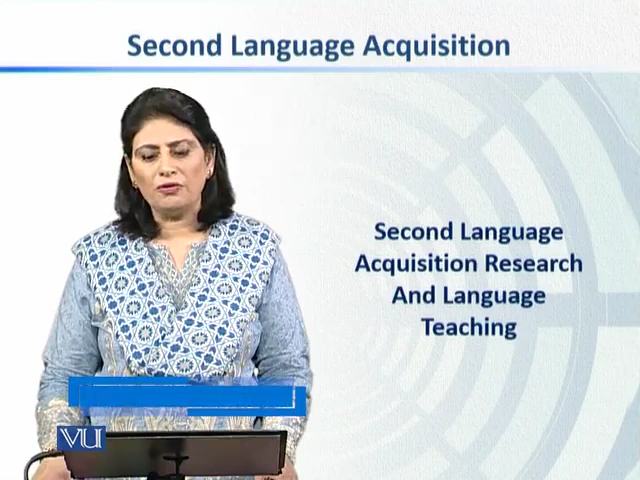 Second Language Acquisition
Second Language
Acquisition Research
And Language
Teaching
VU